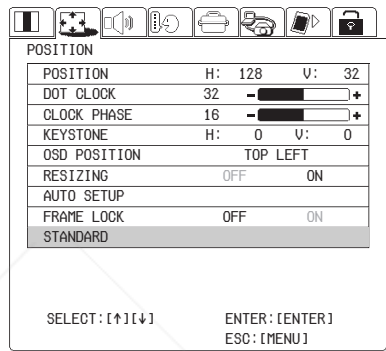 POSITION
POSITION H: 128 V: 32
DOT CLOCK 32 - +
CLOCK PHASE 16 - +
KEYSTONE H: 0 V: 0
OSD POSITION TOP LEFT
RESIZING OFF ON
AUTO SETUP
FRAME LOCK OFF ON
STANDARD
SELECT:[↑][↓] ENTER:[ENTER]
ESC:[MENU]